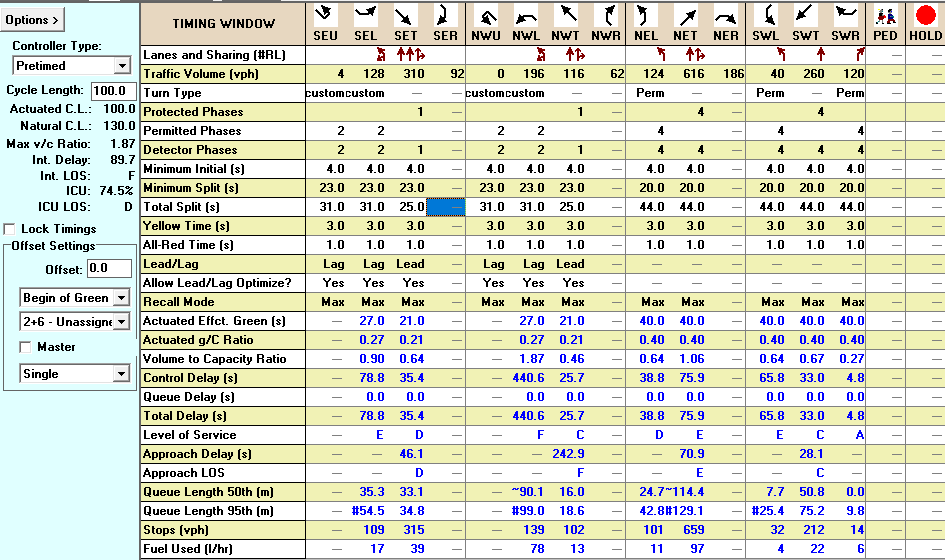 Options >
Controller Type:
Pretimed
Cycle Length: 100.0
Actuated C.L.: 100.0
Natural C.L.: 130.0
Max v/c Ratio: 1.87
Int. Delay: 89.7
Int. LOS: F
ICU: 74.5%
ICU LOS: D
Lock Timings
Offset Settings
Offset: 0.0
Begin of Green
2+6 - Unassigne
Master
Single
TIMING WINDOW SEU SEL SET SER NWU NWL NWT NWR NEL NET NER SWL SWT SWR PED HOLD
Lanes and Sharing (#RL) — —
Traffic Volume (vph) 4 128 310 92 0 196 116 62 124 616 186 40 260 120 — —
Turn Type custom custom — — custom custom — — Perm — — Perm — Perm — —
Protected Phases 1 — 1 — 4 — 4 — —
Permitted Phases 2 2 — 2 2 — 4 — 4 4 — —
Detector Phases 2 2 1 — 2 2 1 — 4 4 — 4 4 4 — —
Minimum Initial (s) 4.0 4.0 4.0 — 4.0 4.0 4.0 — 4.0 4.0 — 4.0 4.0 4.0 — —
Minimum Split (s) 23.0 23.0 23.0 — 23.0 23.0 23.0 — 20.0 20.0 — 20.0 20.0 20.0 — —
Total Split (s) 31.0 31.0 25.0 — 31.0 31.0 25.0 — 44.0 44.0 — 44.0 44.0 44.0 — —
Yellow Time (s) 3.0 3.0 3.0 — 3.0 3.0 3.0 — 3.0 3.0 — 3.0 3.0 3.0 — —
All-Red Time (s) 1.0 1.0 1.0 — 1.0 1.0 1.0 — 1.0 1.0 — 1.0 1.0 1.0 — —
Lead/Lag Lag Lag Lead — Lag Lag Lead — — — — — — — — —
Allow Lead/Lag Optimize? Yes Yes Yes — Yes Yes Yes — — — — — — — — —
Recall Mode Max Max Max — Max Max Max — Max Max — Max Max Max — —
Actuated Effct. Green (s) — 27.0 21.0 — — 27.0 21.0 — 40.0 40.0 — 40.0 40.0 40.0 — —
Actuated g/C Ratio — 0.27 0.21 — — 0.27 0.21 — 0.40 0.40 — 0.40 0.40 0.40 — —
Volume to Capacity Ratio — 0.90 0.64 — — 1.87 0.46 — 0.64 1.06 — 0.64 0.67 0.27 — —
Control Delay (s) — 78.8 35.4 — — 440.6 25.7 — 38.8 75.9 — 65.8 33.0 4.8 — —
Queue Delay (s) — 0.0 0.0 — — 0.0 0.0 — 0.0 0.0 — 0.0 0.0 0.0 — —
Total Delay (s) — 78.8 35.4 — — 440.6 25.7 — 38.8 75.9 — 65.8 33.0 4.8 — —
Level of Service — E D — — F C — D E — E C A — —
Approach Delay (s) — — 46.1 — — — 242.9 — — 70.9 — — 28.1 — — —
Approach LOS — — D — — — F — — E — — C — — —
Queue Length 50th (m) — 35.3 33.1 — — ~90.1 16.0 — 24.7 ~114.4 — 7.7 50.8 0.0 — —
Queue Length 95th (m) — #54.5 34.8 — — #99.0 18.6 — 42.8 #129.1 — #25.4 75.2 9.8 — —
Stops (vph) — 109 315 — — 139 102 — 101 659 — 32 212 14 — —
Fuel Used (l/hr) — 17 39 — — 78 13 — 11 97 — 4 22 6 — —